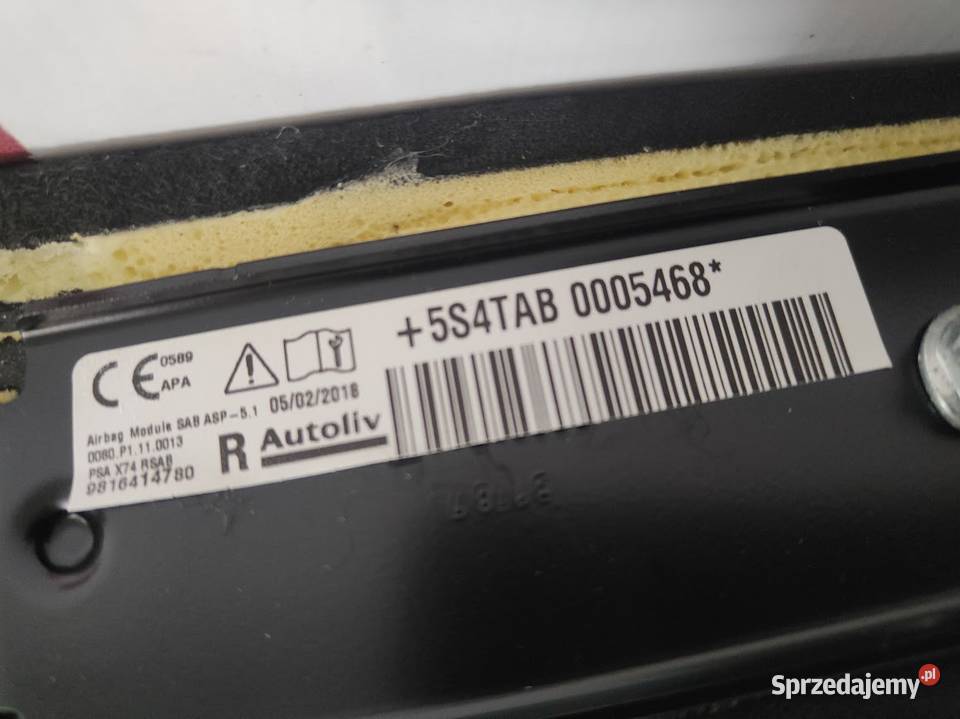 +5S4TAB 0005468*
CE 0589
APA
Airbag Module SAB ASP-5.1 05/02/2018
0080.P1.11.0013
PSA X74 RSAB
9816414780
R Autoliv
Sprzedajemy.pl